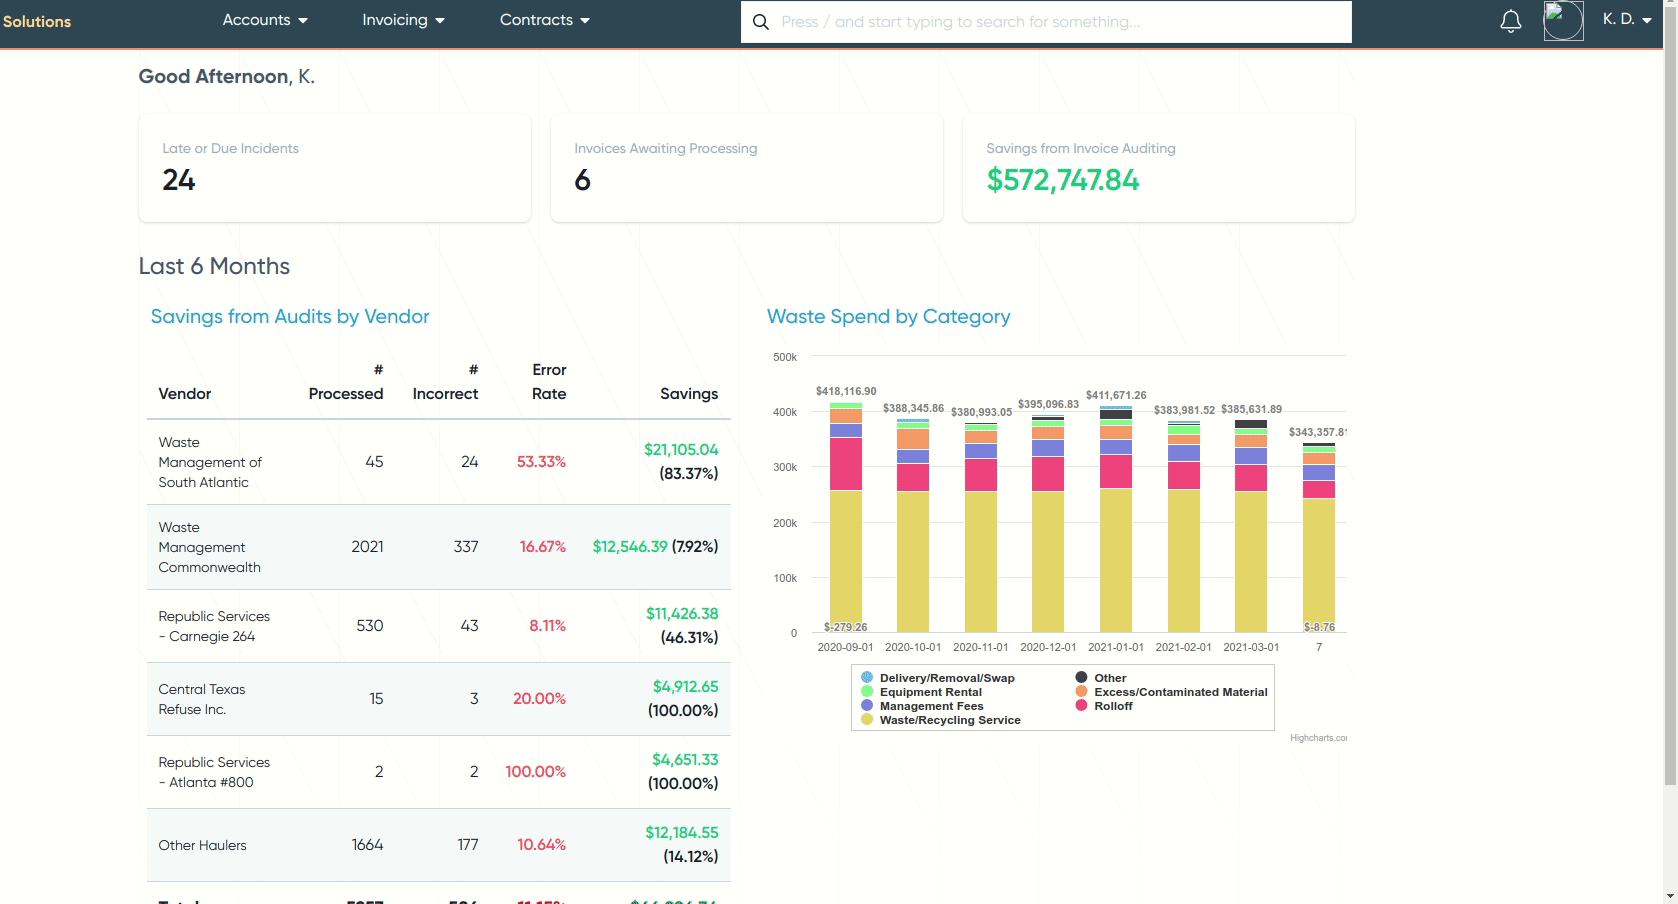 Solutions
Accounts
Invoicing
Contracts
Press / and start typing to search for something...
K. D.
Good Afternoon, K.
Late or Due Incidents
24
Invoices Awaiting Processing
6
Savings from Invoice Auditing
$572,747.84
Last 6 Months
Savings from Audits by Vendor
Vendor # Processed # Incorrect Error Rate Savings
Waste Management of South Atlantic 45 24 53.33% $21,105.04 (83.37%)
Waste Management Commonwealth 2021 337 16.67% $12,546.39 (7.92%)
Republic Services - Carnegie 264 530 43 8.11% $11,426.38 (46.31%)
Central Texas Refuse Inc. 15 3 20.00% $4,912.65 (100.00%)
Republic Services - Atlanta #800 2 2 100.00% $4,651.33 (100.00%)
Other Haulers 1664 177 10.64% $12,184.55 (14.12%)
Waste Spend by Category
500k
400k
300k
200k
100k
0
$418,116.90
$388,345.86
$380,993.05
$395,096.83
$411,671.26
$383,981.52
$385,631.89
$343,357.81
$-279.26
$-8.76
2020-09-01
2020-10-01
2020-11-01
2020-12-01
2021-01-01
2021-02-01
2021-03-01
7
Delivery/Removal/Swap
Equipment Rental
Management Fees
Waste/Recycling Service
Other
Excess/Contaminated Material
Rolloff
Highcharts.co